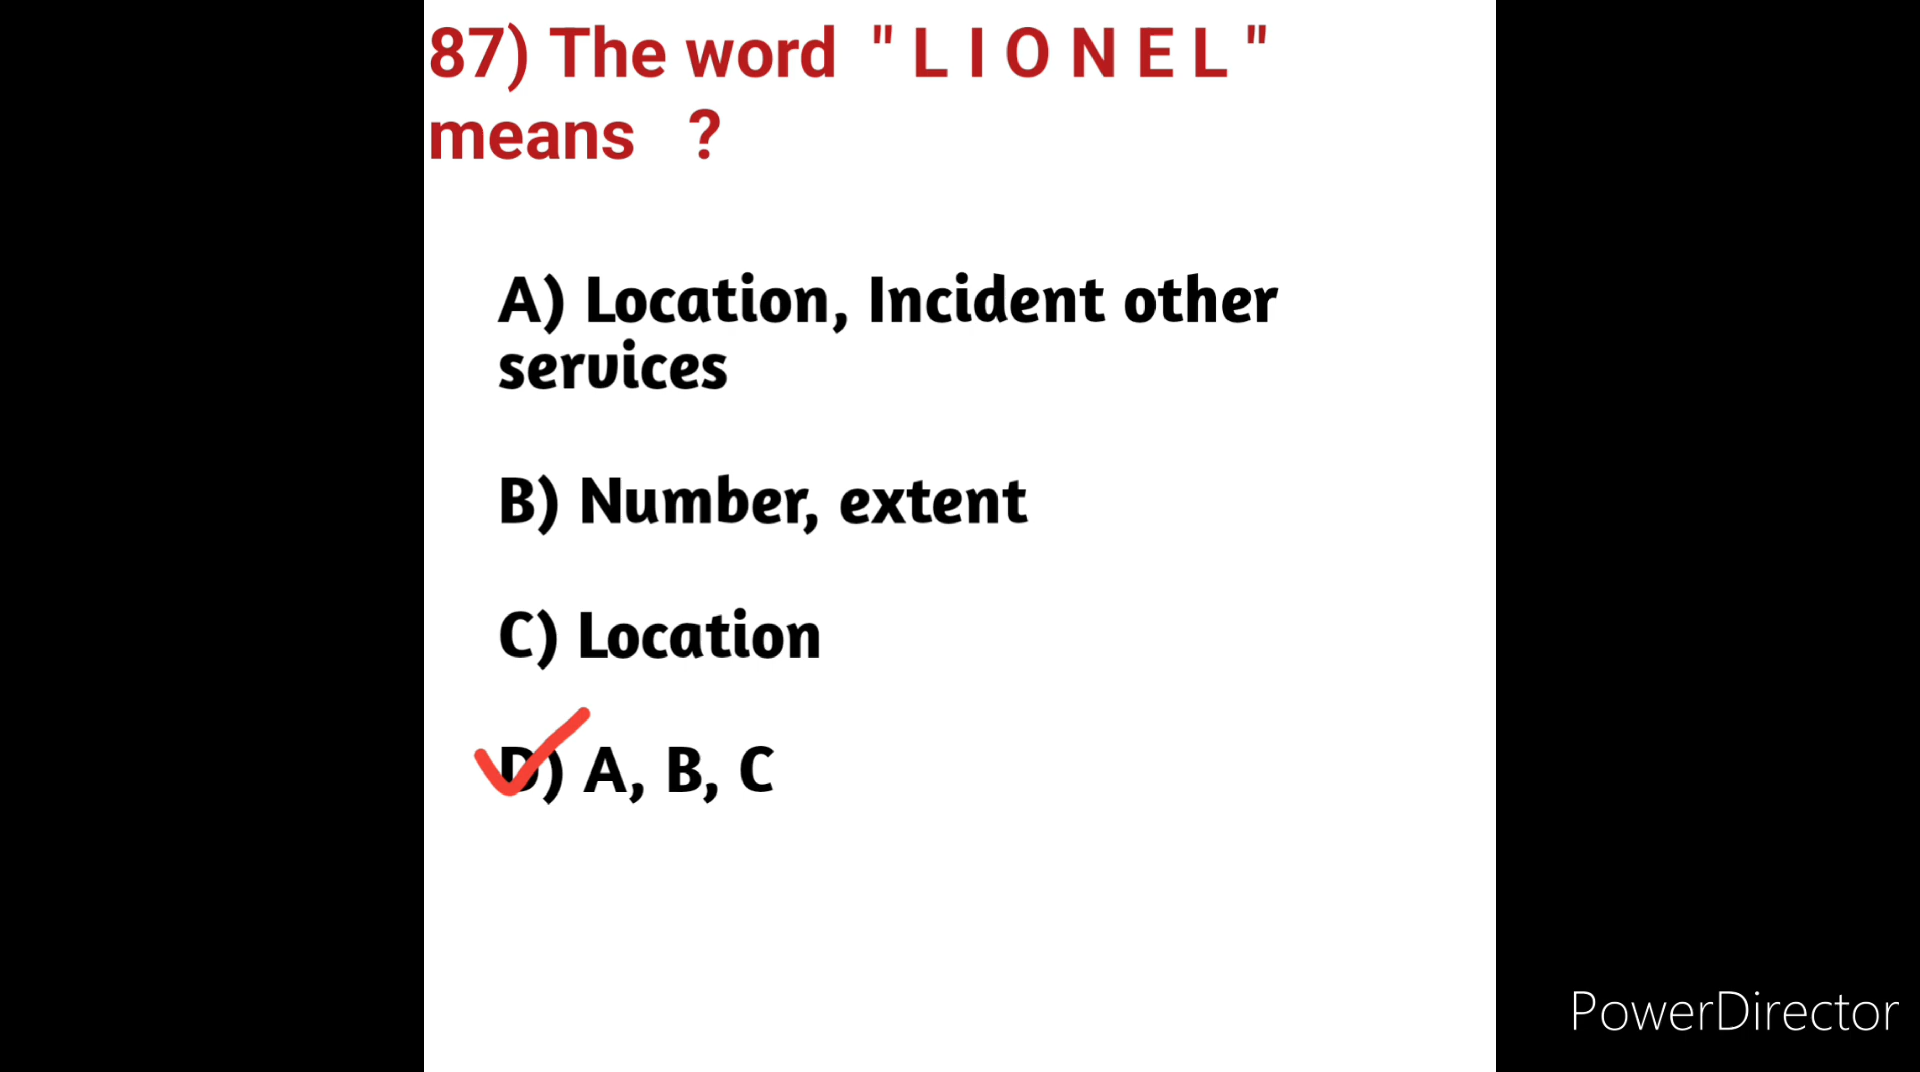 87) The word " L I O N E L "
means ?
A) Location, Incident other
services
B) Number, extent
C) Location
D) A, B, C
PowerDirector